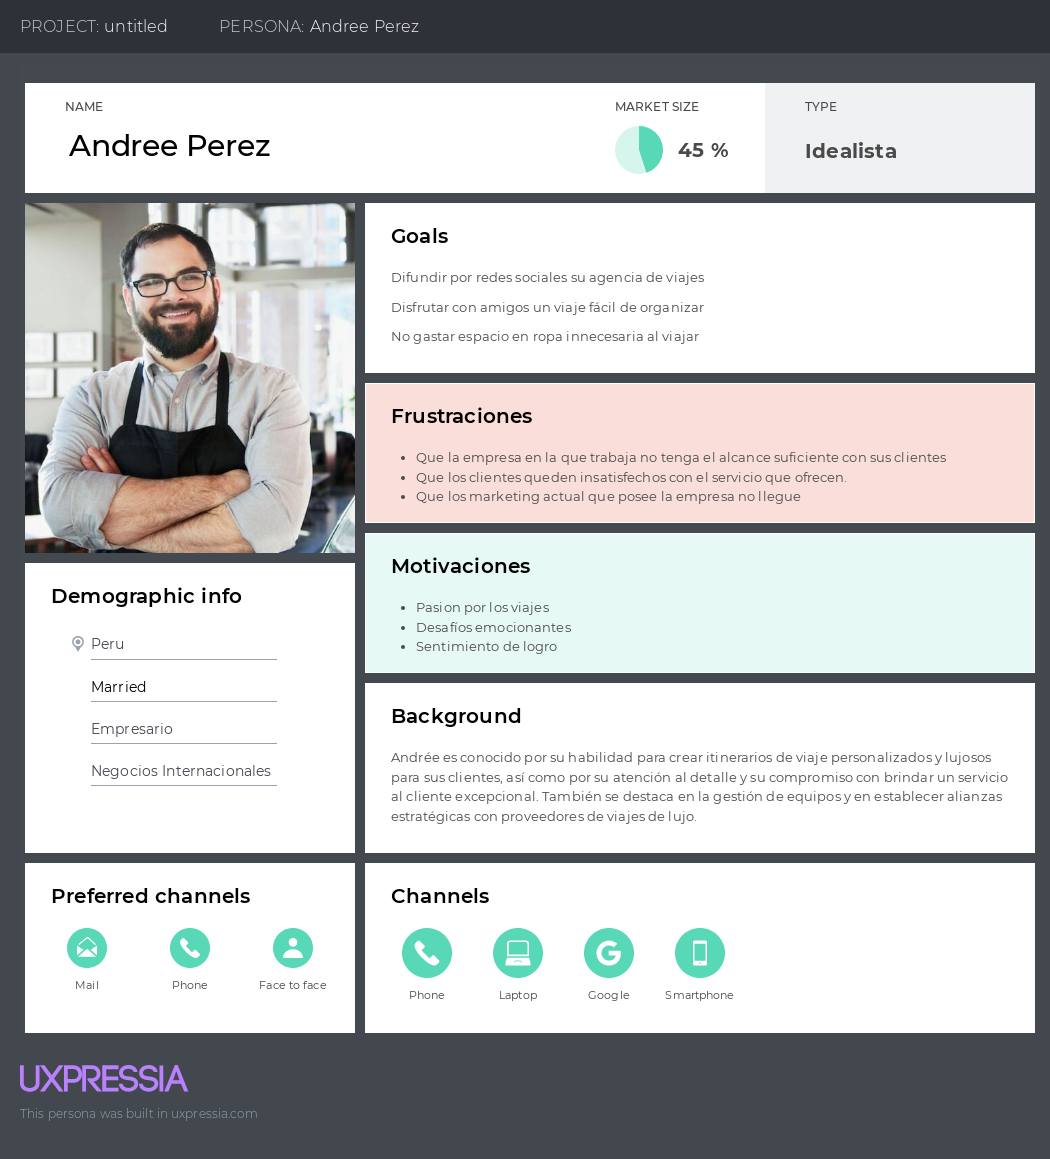 PROJECT: untitled PERSONA: Andree Perez
NAME
Andree Perez
MARKET SIZE
45 %
TYPE
Idealista
Goals
Difundir por redes sociales su agencia de viajes
Disfrutar con amigos un viaje fácil de organizar
No gastar espacio en ropa innecesaria al viajar
Frustraciones
• Que la empresa en la que trabaja no tenga el alcance suficiente con sus clientes
• Que los clientes queden insatisfechos con el servicio que ofrecen.
• Que los marketing actual que posee la empresa no llegue
Motivaciones
• Pasion por los viajes
• Desafíos emocionantes
• Sentimiento de logro
Demographic info
Peru
Married
Empresario
Negocios Internacionales
Background
Andrée es conocido por su habilidad para crear itinerarios de viaje personalizados y lujosos
para sus clientes, así como por su atención al detalle y su compromiso con brindar un servicio
al cliente excepcional. También se destaca en la gestión de equipos y en establecer alianzas
estratégicas con proveedores de viajes de lujo.
Preferred channels
Mail Phone Face to face
Channels
Phone Laptop Google Smartphone
UXPRESSIA
This persona was built in uxpressia.com